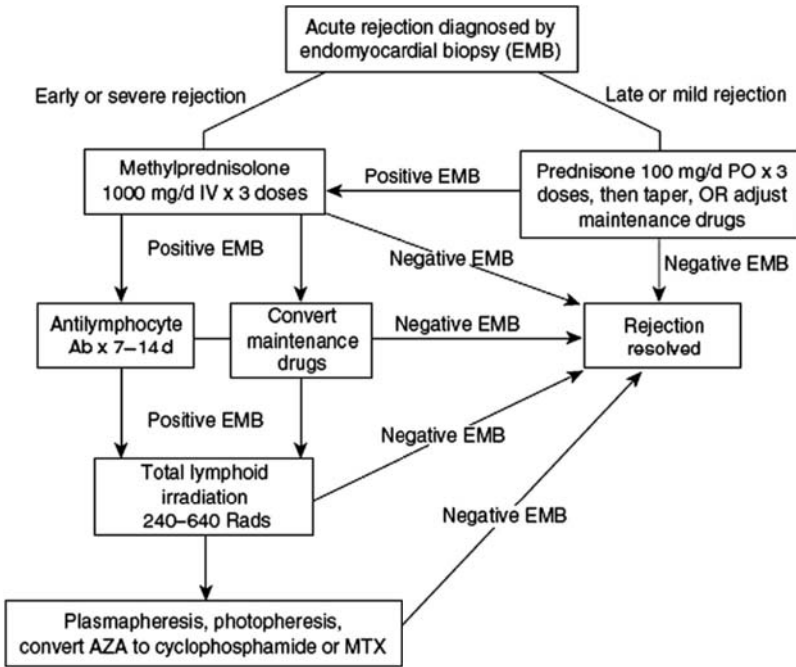 Acute rejection diagnosed by
endomyocardial biopsy (EMB)
Early or severe rejection
Late or mild rejection
Methylprednisolone
1000 mg/d IV x 3 doses
Positive EMB
Prednisone 100 mg/d PO x 3
doses, then taper, OR adjust
maintenance drugs
Positive EMB
Negative EMB
Negative EMB
Antilymphocyte
Ab x 7–14 d
Convert
maintenance
drugs
Negative EMB
Rejection
resolved
Positive EMB
Negative EMB
Total lymphoid
irradiation
240–640 Rads
Negative EMB
Plasmapheresis, photopheresis,
convert AZA to cyclophosphamide or MTX